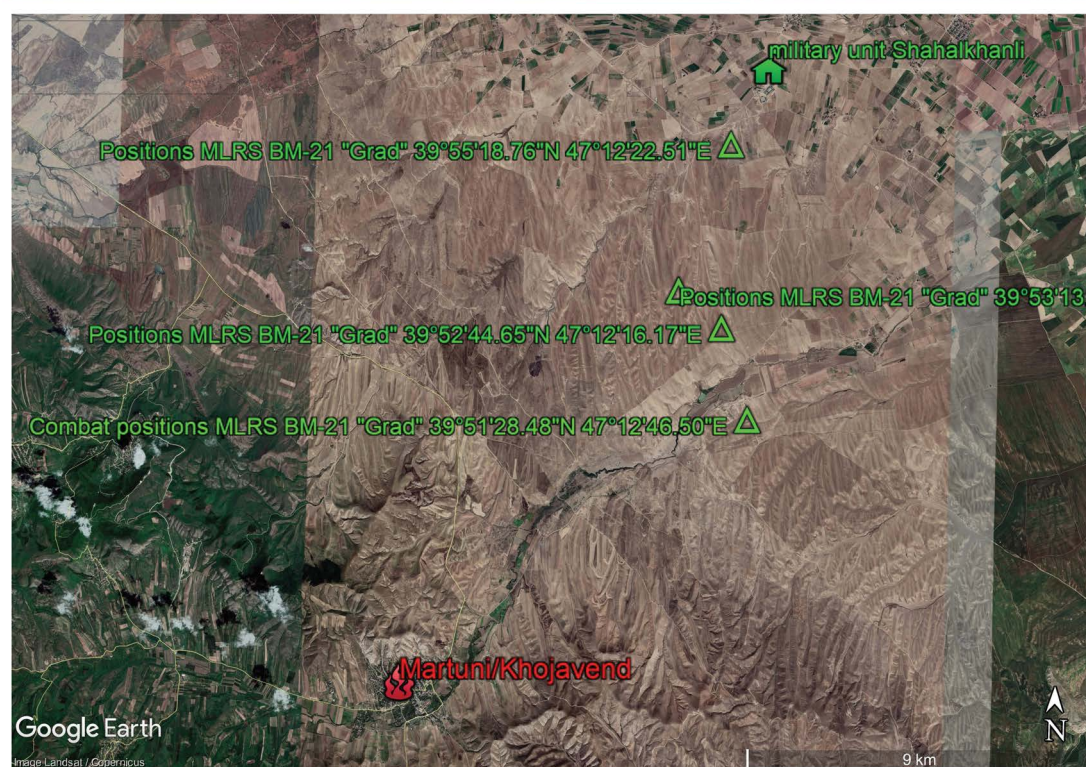 military unit Shahalkhanli
Positions MLRS BM-21 "Grad" 39°55'18.76"N 47°12'22.51"E
Positions MLRS BM-21 "Grad" 39°53'13
Positions MLRS BM-21 "Grad" 39°52'44.65"N 47°12'16.17"E
Combat positions MLRS BM-21 "Grad" 39°51'28.48"N 47°12'46.50"E
Martuni/Khojavend
Google Earth
N
Image Landsat / Copernicus
9 km